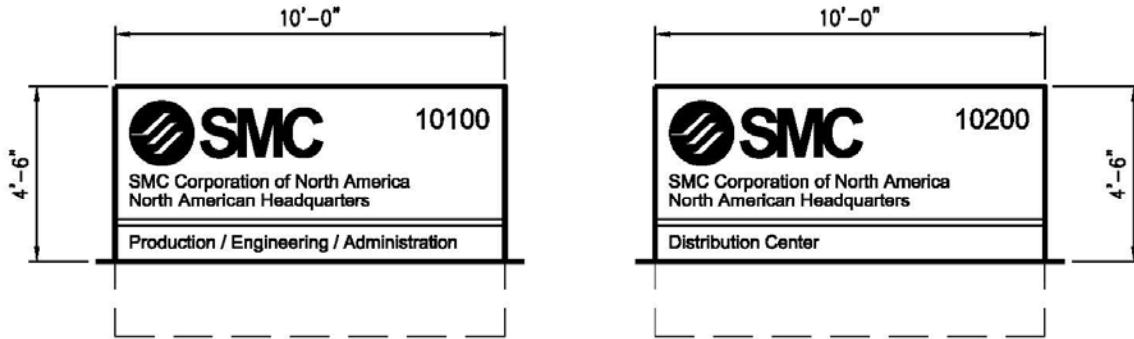 10'-0"
4'-6"
SMC 10100
SMC Corporation of North America
North American Headquarters
Production / Engineering / Administration
10'-0"
4'-6"
SMC 10200
SMC Corporation of North America
North American Headquarters
Distribution Center